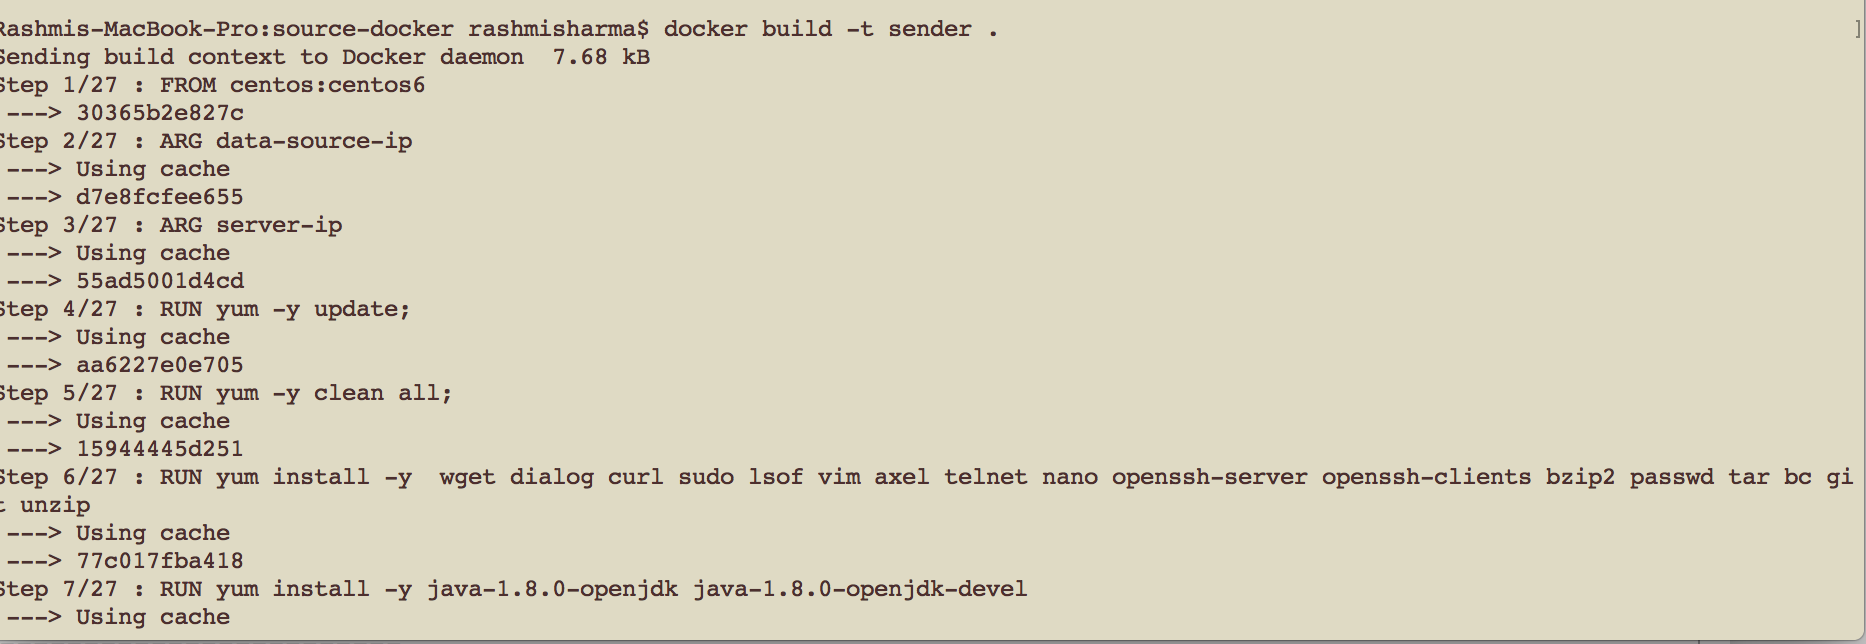 Rashmis-MacBook-Pro:source-docker rashmisharma$ docker build -t sender . ]
Sending build context to Docker daemon  7.68 kB
Step 1/27 : FROM centos:centos6
 ---> 30365b2e827c
Step 2/27 : ARG data-source-ip
 ---> Using cache
 ---> d7e8fcfee655
Step 3/27 : ARG server-ip
 ---> Using cache
 ---> 55ad5001d4cd
Step 4/27 : RUN yum -y update;
 ---> Using cache
 ---> aa6227e0e705
Step 5/27 : RUN yum -y clean all;
 ---> Using cache
 ---> 15944445d251
Step 6/27 : RUN yum install -y  wget dialog curl sudo lsof vim axel telnet nano openssh-server openssh-clients bzip2 passwd tar bc gi
t unzip
 ---> Using cache
 ---> 77c017fba418
Step 7/27 : RUN yum install -y java-1.8.0-openjdk java-1.8.0-openjdk-devel
 ---> Using cache